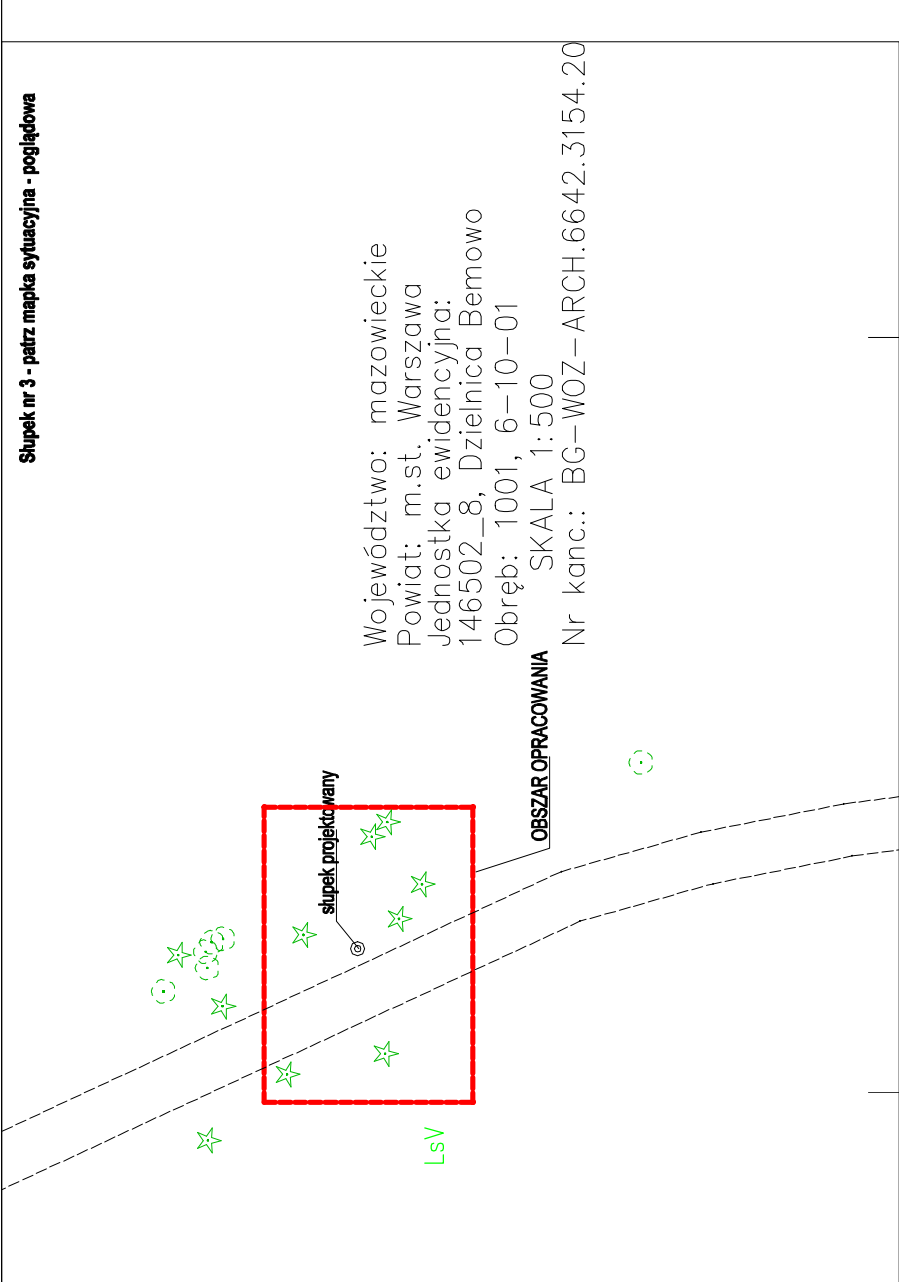 Słupek nr 3 - patrz mapka sytuacyjna - poglądowa
Województwo: mazowieckie
Powiat: m.st. Warszawa
Jednostka ewidencyjna:
146502_8, Dzielnica Bemowo
Obręb: 1001, 6-10-01
SKALA 1:500
Nr kanc.: BG-WOZ-ARCH.6642.3154.20
słupek projektowany
OBSZAR OPRACOWANIA
LsV